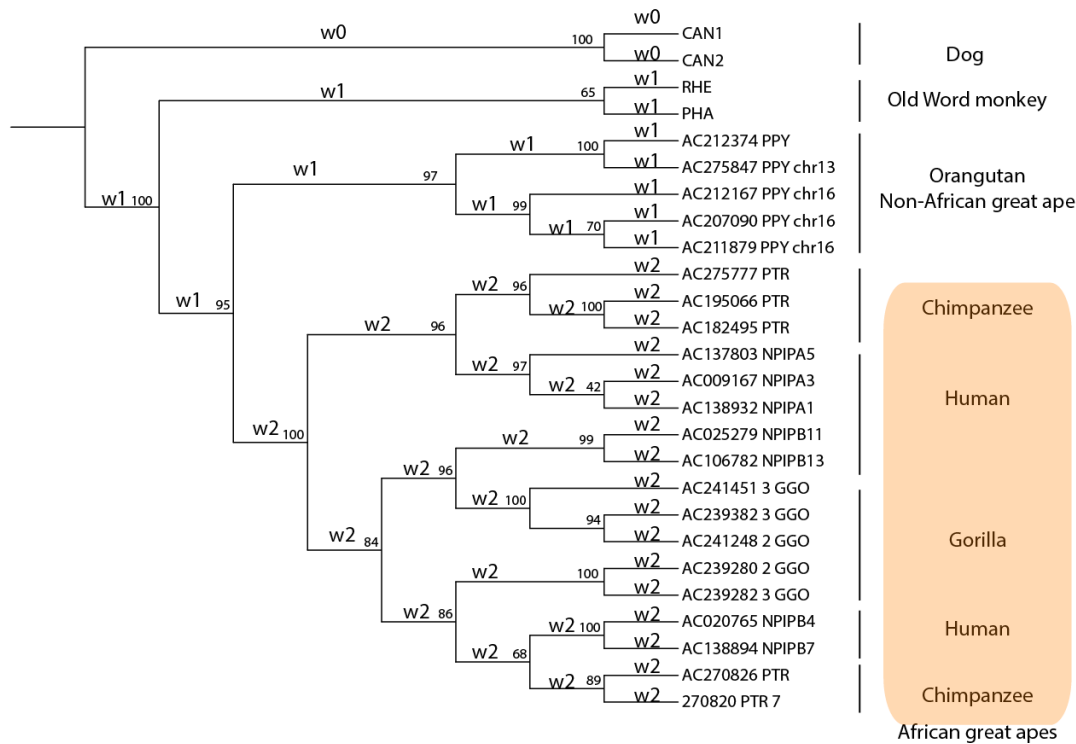 w0
w0
100
CAN1
w0
CAN2
Dog
w1
w1
65
RHE
w1
PHA
Old Word monkey
w1 100
w1
97
w1
100
w1
AC212374 PPY
w1
AC275847 PPY chr13
w1
99
w1
AC212167 PPY chr16
w1
70
w1
AC207090 PPY chr16
w1
AC211879 PPY chr16
Orangutan
Non-African great ape
w1
95
w2
96
w2
96
w2
AC275777 PTR
w2
100
w2
AC195066 PTR
w2
AC182495 PTR
Chimpanzee
w2
97
w2
AC137803 NPIPA5
w2
42
w2
AC009167 NPIPA3
w2
AC138932 NPIPA1
Human
w2 100
w2
96
w2
99
w2
AC025279 NPIPB11
w2
AC106782 NPIPB13
w2
100
w2
AC241451 3 GGO
94
w2
AC239382 3 GGO
w2
AC241248 2 GGO
Gorilla
w2
84
w2
100
w2
AC239280 2 GGO
w2
AC239282 3 GGO
w2
86
w2 100
w2
AC020765 NPIPB4
w2
AC138894 NPIPB7
Human
w2
68
w2
89
w2
AC270826 PTR
w2
270820 PTR 7
Chimpanzee
African great apes